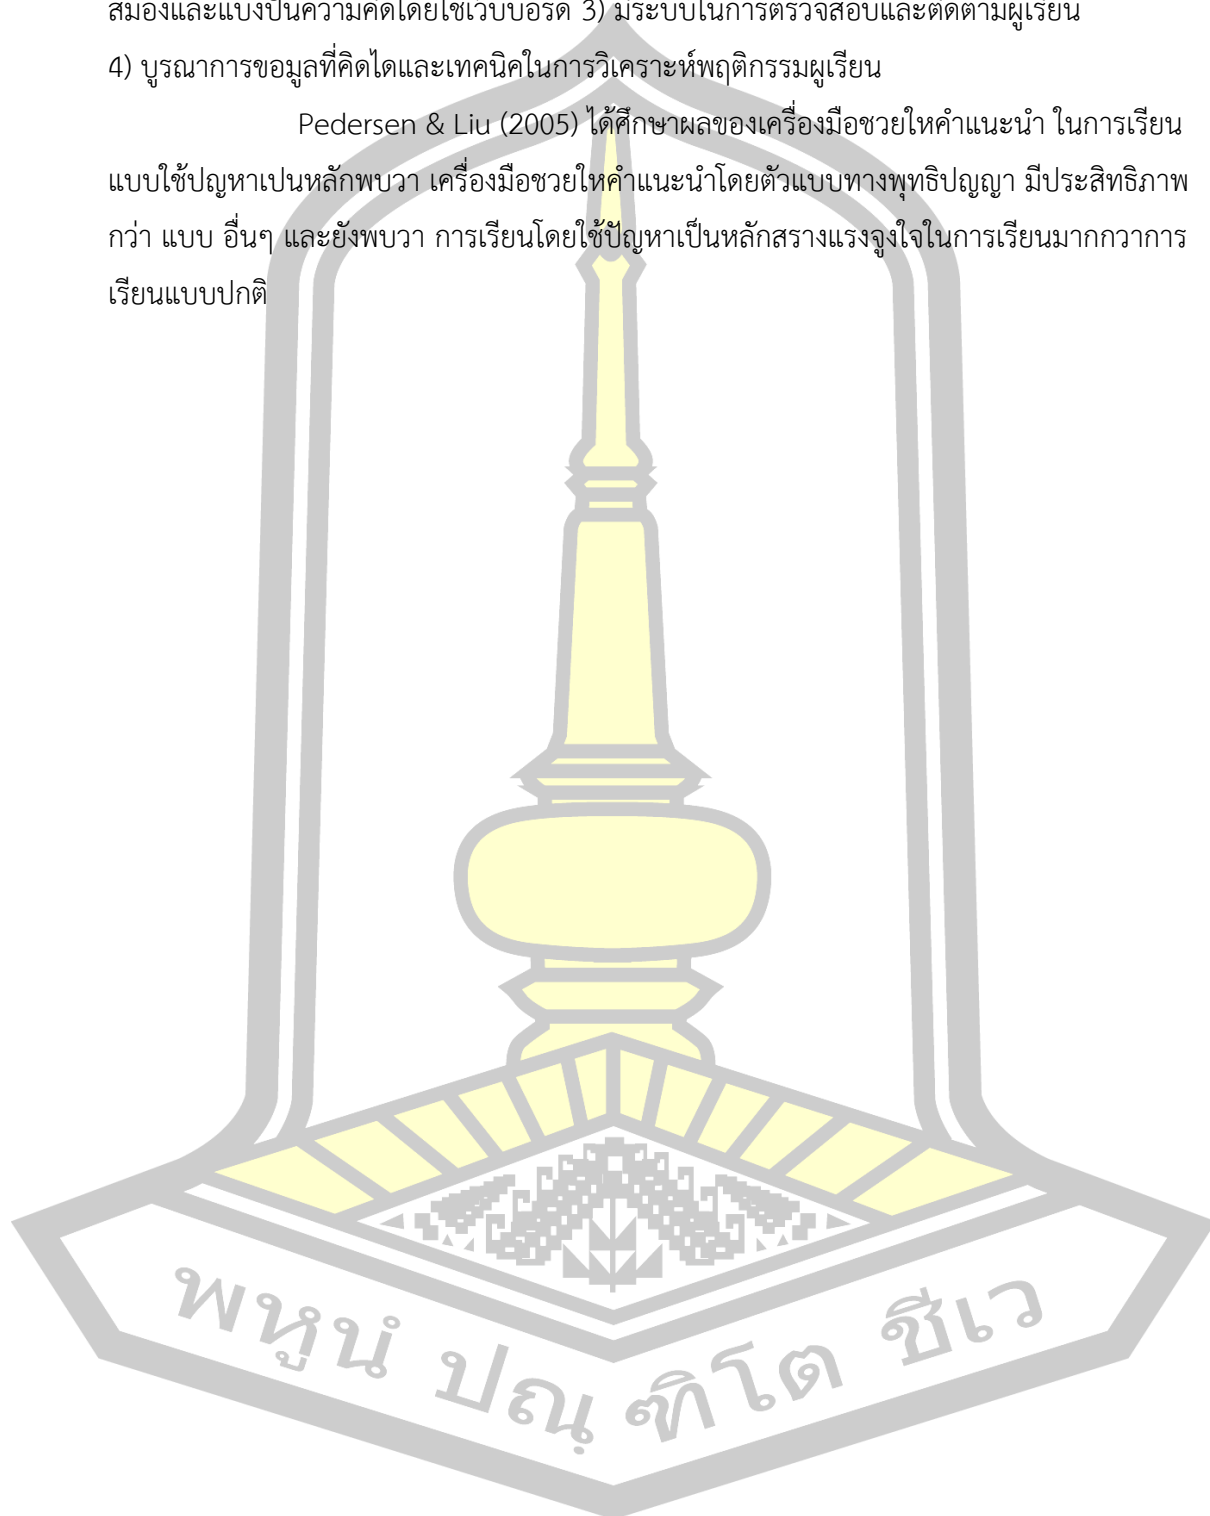 สมองและแบ่งปันความคิดโดยใช้เว็บบอร์ด 3) มีระบบในการตรวจสอบและติดตามผู้เรียน
4) บูรณาการขอมูลที่คิดไดและเทคนิคในการวิเคราะห์พฤติกรรมผู้เรียน
Pedersen & Liu (2005) ได้ศึกษาผลของเครื่องมือชวยใหคำแนะนำ ในการเรียน
แบบใช้ปญหาเปนหลักพบวา เครื่องมือชวยใหคำแนะนำโดยตัวแบบทางพุทธิปญญา มีประสิทธิภาพ
กว่า แบบ อื่นๆ และยังพบวา การเรียนโดยใช้ปัญหาเป็นหลักสรางแรงจูงใจในการเรียนมากกวาการ
เรียนแบบปกติ
พหูนํ ปณฺ ฑิโต ชีเว